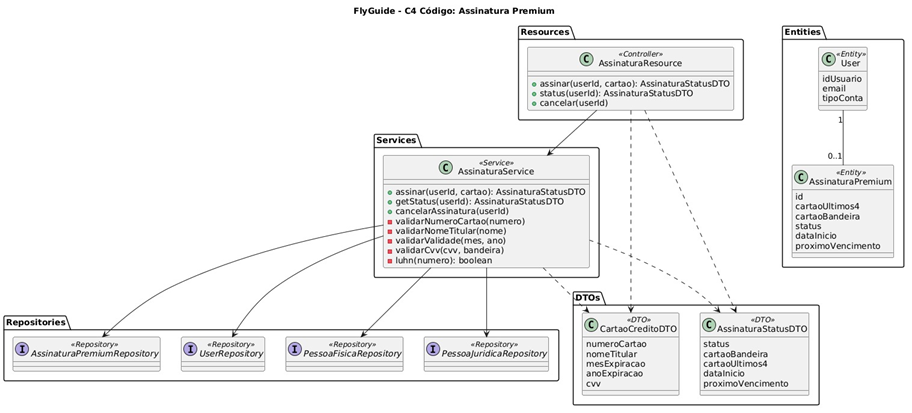 FlyGuide - C4 Código: Assinatura Premium
Resources
C
«Controller»
AssinaturaResource
assinar(userId, cartao): AssinaturaStatusDTO
status(userId): AssinaturaStatusDTO
cancelar(userId)
Entities
C
«Entity»
User
idUsuario
email
tipoConta
1
0..1
C
«Entity»
AssinaturaPremium
id
cartaoUltimos4
cartaoBandeira
status
dataInicio
proximoVencimento
Services
C
«Service»
AssinaturaService
assinar(userId, cartao): AssinaturaStatusDTO
getStatus(userId): AssinaturaStatusDTO
cancelarAssinatura(userId)
validarNumeroCartao(numero)
validarNomeTitular(nome)
validarValidade(mes, ano)
validarCvv(cvv, bandeira)
luhn(numero): boolean
Repositories
I
«Repository»
AssinaturaPremiumRepository
I
«Repository»
UserRepository
I
«Repository»
PessoaFisicaRepository
I
«Repository»
PessoaJuridicaRepository
DTOs
C
«DTO»
CartaoCreditoDTO
numeroCartao
nomeTitular
mesExpiracao
anoExpiracao
cvv
C
«DTO»
AssinaturaStatusDTO
status
cartaoBandeira
cartaoUltimos4
dataInicio
proximoVencimento